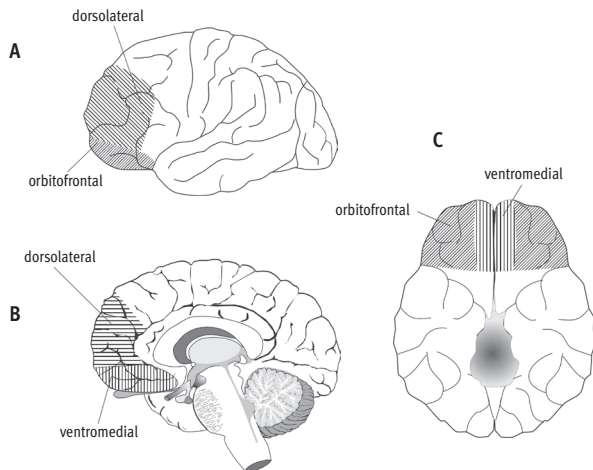 dorsolateral
A
orbitofrontal
C
ventromedial
orbitofrontal
dorsolateral
B
ventromedial